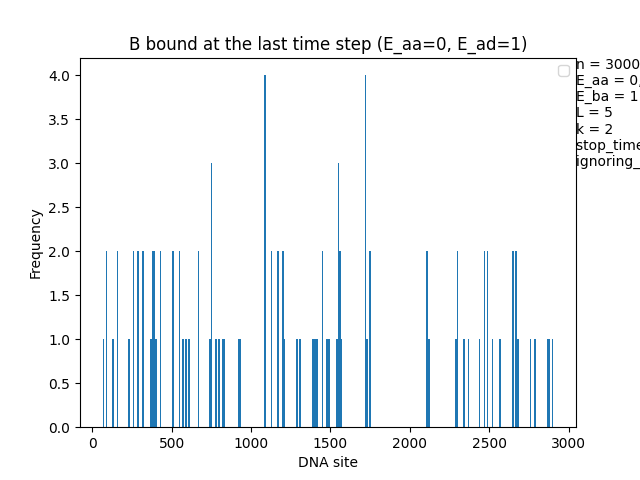 B bound at the last time step (E_aa=0, E_ad=1)
n = 3000
E_aa = 0,
E_ba = 1
L = 5
k = 2
stop_time
ignoring_
4.0
3.5
3.0
2.5
2.0
1.5
1.0
0.5
0.0
Frequency
0 500 1000 1500 2000 2500 3000
DNA site